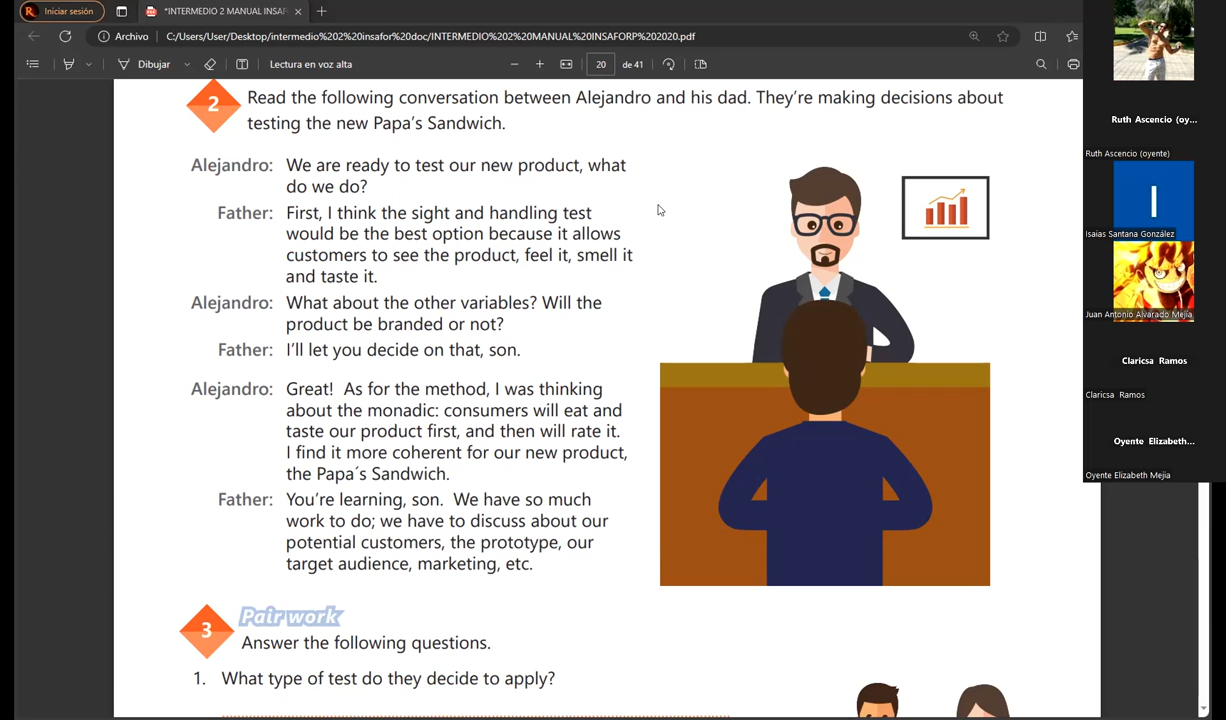 Iniciar sesión
*INTERMEDIO 2 MANUAL INSAF
Archivo
C:/Users/User/Desktop/intermedio%202%20insafor%20doc/INTERMEDIO%202%20MANUAL%20INSAFORP%202020.pdf
Dibujar
Lectura en voz alta
20 de 41
2
Read the following conversation between Alejandro and his dad. They’re making decisions about
testing the new Papa’s Sandwich.
Alejandro: We are ready to test our new product, what
do we do?
Father: First, I think the sight and handling test
would be the best option because it allows
customers to see the product, feel it, smell it
and taste it.
Alejandro: What about the other variables? Will the
product be branded or not?
Father: I’ll let you decide on that, son.
Alejandro: Great! As for the method, I was thinking
about the monadic: consumers will eat and
taste our product first, and then will rate it.
I find it more coherent for our new product,
the Papa´s Sandwich.
Father: You’re learning, son. We have so much
work to do; we have to discuss about our
potential customers, the prototype, our
target audience, marketing, etc.
3
Pair work
Answer the following questions.
1. What type of test do they decide to apply?
Ruth Ascencio (oy...
Ruth Ascencio (oyente)
I
Isaias Santana González
Juan Antonio Alvarado Mejía
Claricsa Ramos
Claricsa Ramos
Oyente Elizabeth...
Oyente Elizabeth Mejia